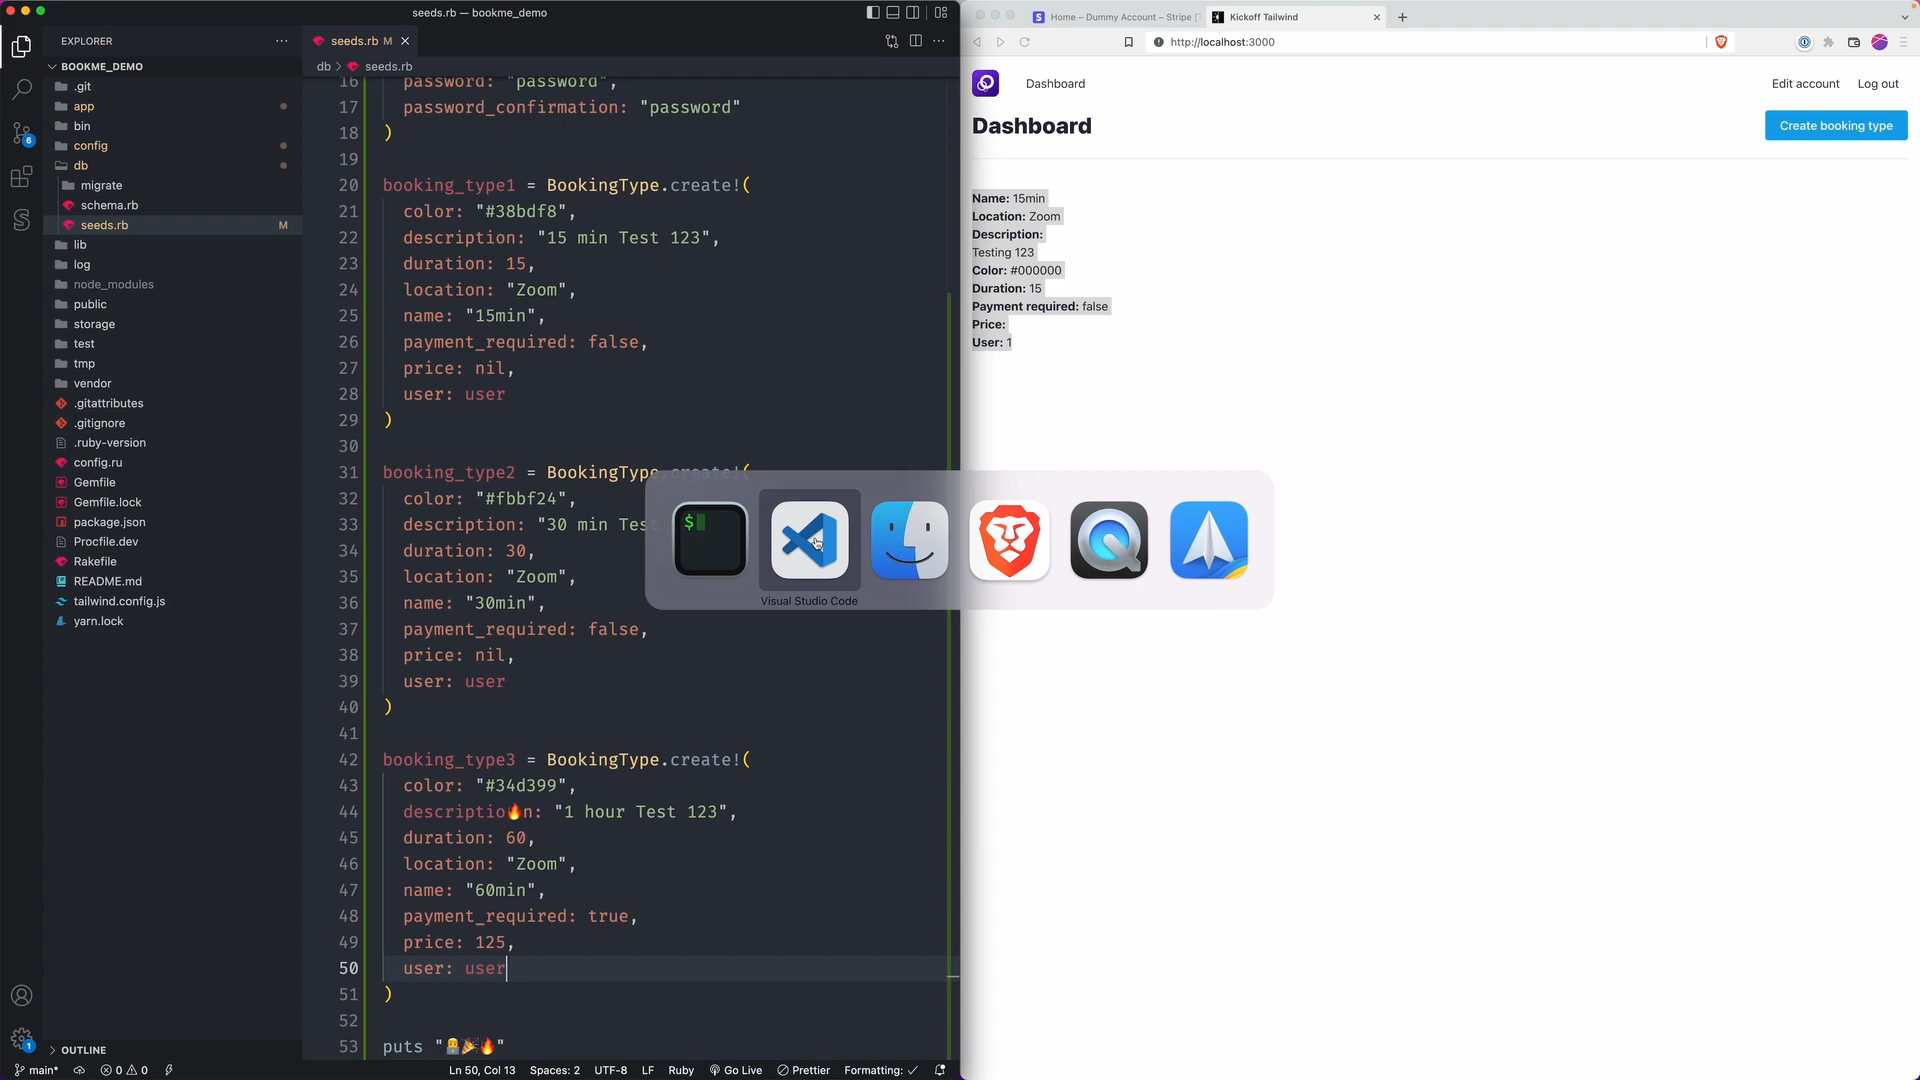 seeds.rb — bookme_demo
EXPLORER
BOOKME_DEMO
.git
app
bin
config
db
migrate
schema.rb
seeds.rb M
lib
log
node_modules
public
storage
test
tmp
vendor
.gitattributes
.gitignore
.ruby-version
config.ru
Gemfile
Gemfile.lock
package.json
Procfile.dev
Rakefile
README.md
tailwind.config.js
yarn.lock
6
1
OUTLINE
seeds.rb M
db > seeds.rb
16 password: "password",
17 password_confirmation: "password"
18 )
19
20 booking_type1 = BookingType.create!(
21 color: "#38bdf8",
22 description: "15 min Test 123",
23 duration: 15,
24 location: "Zoom",
25 name: "15min",
26 payment_required: false,
27 price: nil,
28 user: user
29 )
30
31 booking_type2 = BookingType.create!(
32 color: "#fbbf24",
33 description: "30 min Test
34 duration: 30,
35 location: "Zoom",
36 name: "30min",
37 payment_required: false,
38 price: nil,
39 user: user
40 )
41
42 booking_type3 = BookingType.create!(
43 color: "#34d399",
44 descriptio🔥n: "1 hour Test 123",
45 duration: 60,
46 location: "Zoom",
47 name: "60min",
48 payment_required: true,
49 price: 125,
50 user: user
51 )
52
53 puts "👨‍💻🎉🔥"
main* 0 0 Ln 50, Col 13 Spaces: 2 UTF-8 LF Ruby Go Live Prettier Formatting: ✓
$
Visual Studio Code
Home – Dummy Account – Stripe [
Kickoff Tailwind
http://localhost:3000
Dashboard
Edit account
Log out
Dashboard
Create booking type
Name: 15min
Location: Zoom
Description:
Testing 123
Color: #000000
Duration: 15
Payment required: false
Price:
User: 1